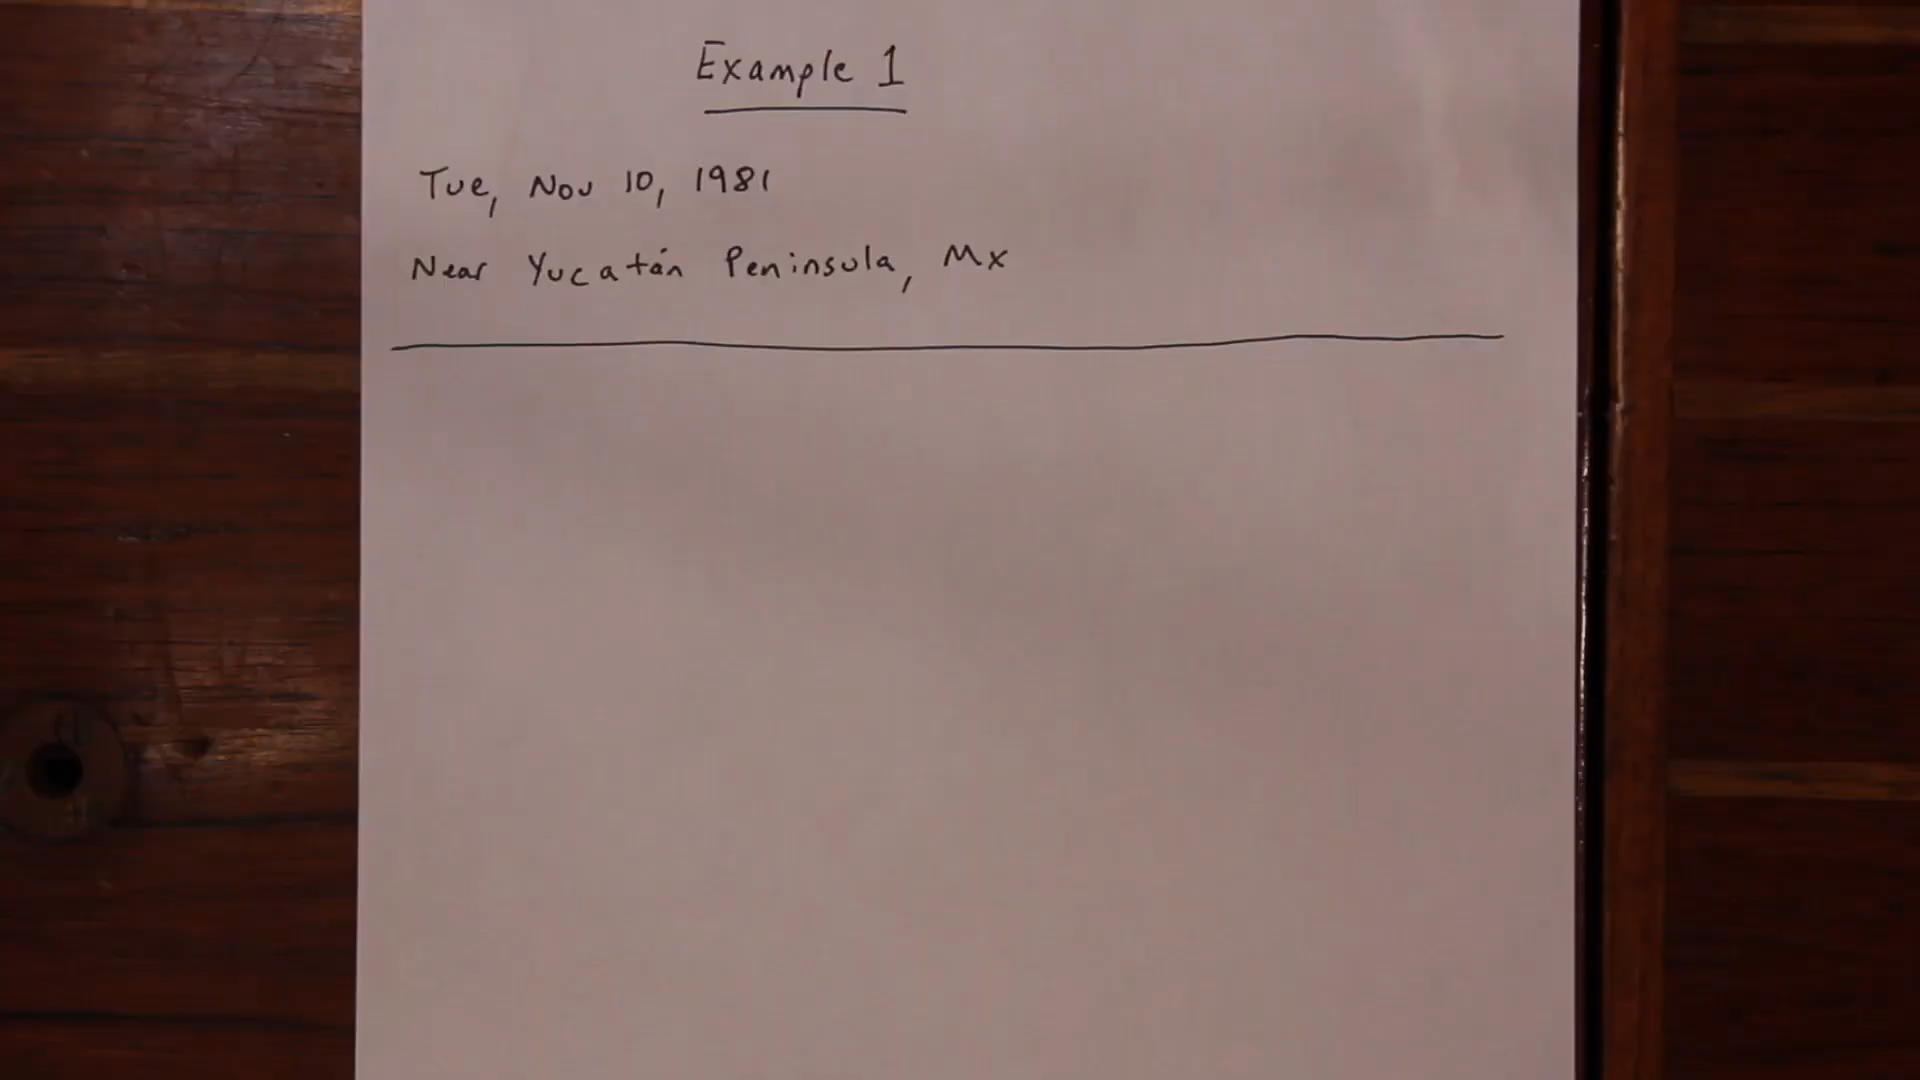 Example 1
Tue, Nov 10, 1981
Near Yucatán Peninsula, Mx